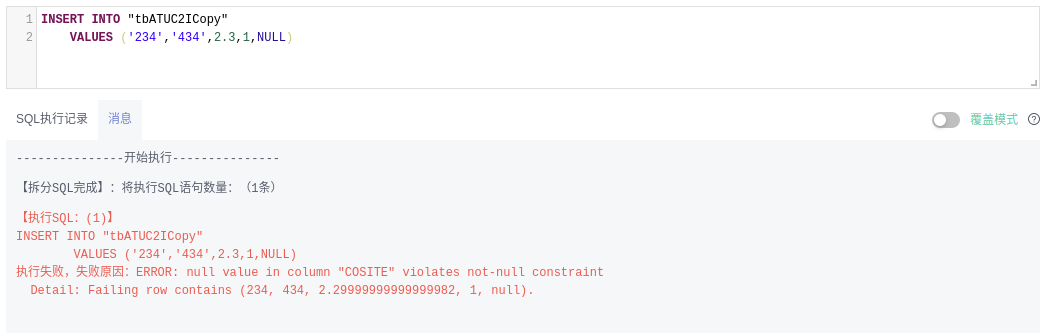 1 INSERT INTO "tbATUC2ICopy"
2     VALUES ('234','434',2.3,1,NULL)
SQL执行记录 消息 覆盖模式
---------------开始执行---------------
【拆分SQL完成】：将执行SQL语句数量：（1条）
【执行SQL：(1)】
INSERT INTO "tbATUC2ICopy"
        VALUES ('234','434',2.3,1,NULL)
执行失败，失败原因：ERROR: null value in column "COSITE" violates not-null constraint
  Detail: Failing row contains (234, 434, 2.29999999999999982, 1, null).